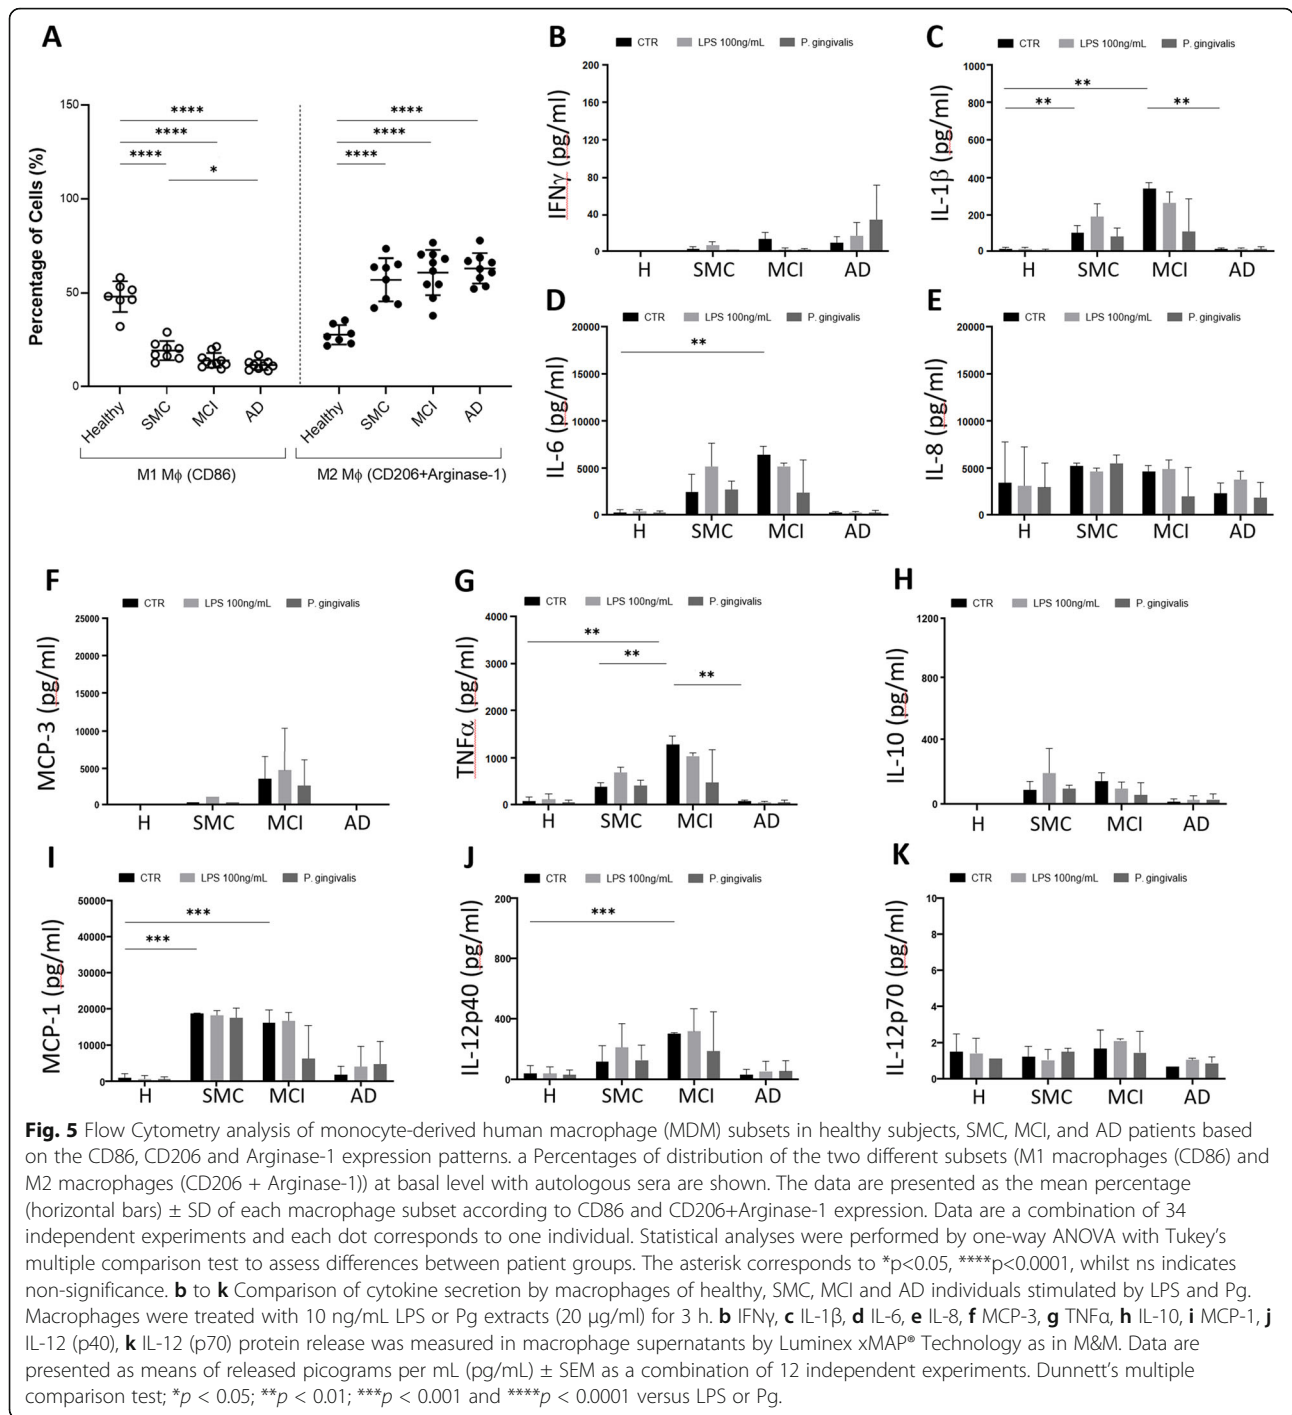 A
Percentage of Cells (%)
150
100
50
0
**** ****
**** ****
**** ****
*
Healthy SMC MCI AD Healthy SMC MCI AD
M1 Mϕ (CD86) M2 Mϕ (CD206+Arginase-1)
B
CTR LPS 100ng/mL P. gingivalis
IFNγ (pg/ml)
200
160
120
80
40
0
H SMC MCI AD
C
CTR LPS 100ng/mL P. gingivalis
IL-1β (pg/ml)
1000
800
600
400
200
0
**
** **
H SMC MCI AD
D
CTR LPS 100ng/mL P. gingivalis
IL-6 (pg/ml)
20000
15000
10000
5000
0
**
H SMC MCI AD
E
CTR LPS 100ng/mL P. gingivalis
IL-8 (pg/ml)
20000
15000
10000
5000
0
H SMC MCI AD
F
CTR LPS 100ng/mL P. gingivalis
MCP-3 (pg/ml)
25000
20000
15000
10000
5000
0
H SMC MCI AD
G
CTR LPS 100ng/mL P. gingivalis
TNFα (pg/ml)
4000
3000
2000
1000
0
**
**
**
H SMC MCI AD
H
CTR LPS 100ng/mL P. gingivalis
IL-10 (pg/ml)
1200
800
400
0
H SMC MCI AD
I
CTR LPS 100ng/mL P. gingivalis
MCP-1 (pg/ml)
50000
40000
30000
20000
10000
0
***
***
H SMC MCI AD
J
CTR LPS 100ng/mL P. gingivalis
IL-12p40 (pg/ml)
200
800
400
0
***
H SMC MCI AD
K
CTR LPS 100ng/mL P. gingivalis
IL-12p70 (pg/ml)
10
8
6
4
2
0
H SMC MCI AD
Fig. 5 Flow Cytometry analysis of monocyte-derived human macrophage (MDM) subsets in healthy subjects, SMC, MCI, and AD patients based
on the CD86, CD206 and Arginase-1 expression patterns. a Percentages of distribution of the two different subsets (M1 macrophages (CD86) and
M2 macrophages (CD206 + Arginase-1)) at basal level with autologous sera are shown. The data are presented as the mean percentage
(horizontal bars) ± SD of each macrophage subset according to CD86 and CD206+Arginase-1 expression. Data are a combination of 34
independent experiments and each dot corresponds to one individual. Statistical analyses were performed by one-way ANOVA with Tukey's
multiple comparison test to assess differences between patient groups. The asterisk corresponds to *p<0.05, ****p<0.0001, whilst ns indicates
non-significance. b to k Comparison of cytokine secretion by macrophages of healthy, SMC, MCI and AD individuals stimulated by LPS and Pg.
Macrophages were treated with 10 ng/mL LPS or Pg extracts (20 µg/ml) for 3 h. b IFNγ, c IL-1β, d IL-6, e IL-8, f MCP-3, g TNFα, h IL-10, i MCP-1, j
IL-12 (p40), k IL-12 (p70) protein release was measured in macrophage supernatants by Luminex xMAP® Technology as in M&M. Data are
presented as means of released picograms per mL (pg/mL) ± SEM as a combination of 12 independent experiments. Dunnett's multiple
comparison test; *p < 0.05; **p < 0.01; ***p < 0.001 and ****p < 0.0001 versus LPS or Pg.